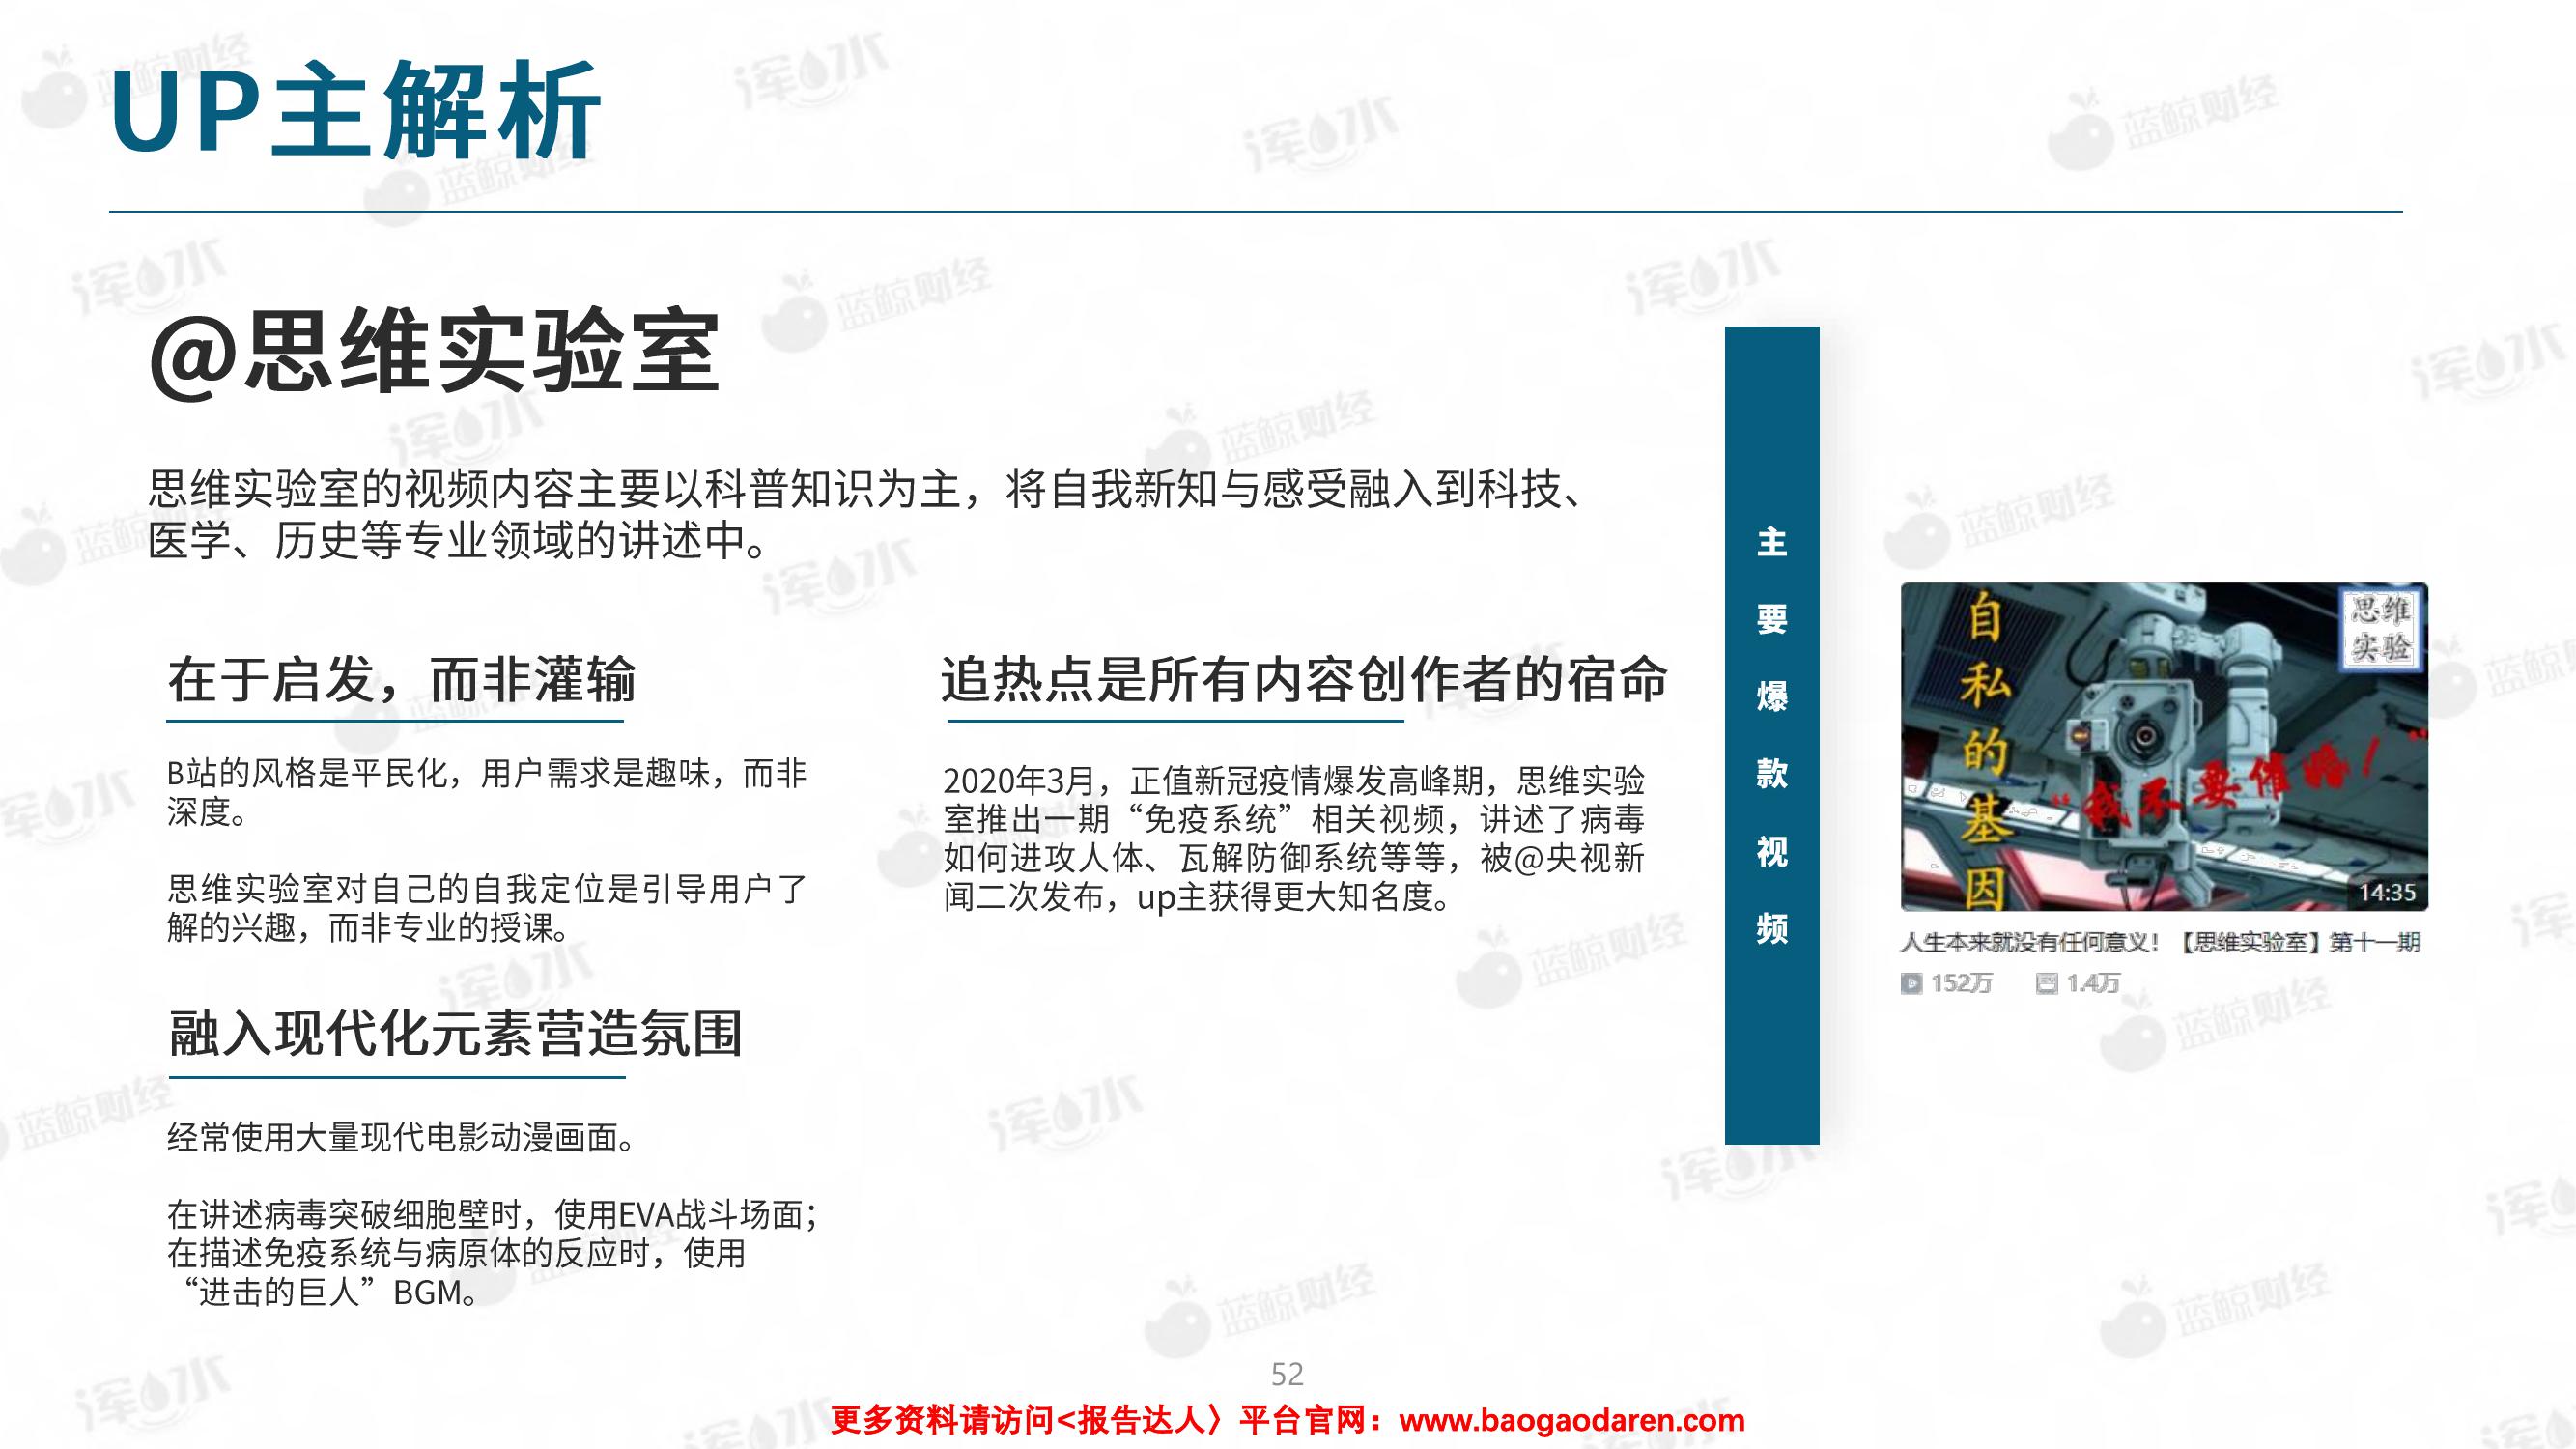 UP主解析
@思维实验室
思维实验室的视频内容主要以科普知识为主，将自我新知与感受融入到科技、
医学、历史等专业领域的讲述中。
在于启发，而非灌输
B站的风格是平民化，用户需求是趣味，而非
深度。
思维实验室对自己的自我定位是引导用户了
解的兴趣，而非专业的授课。
融入现代化元素营造氛围
经常使用大量现代电影动漫画面。
在讲述病毒突破细胞壁时，使用EVA战斗场面；
在描述免疫系统与病原体的反应时，使用
“进击的巨人”BGM。
追热点是所有内容创作者的宿命
2020年3月，正值新冠疫情爆发高峰期，思维实验
室推出一期“免疫系统”相关视频，讲述了病毒
如何进攻人体、瓦解防御系统等等，被@央视新
闻二次发布，up主获得更大知名度。
主要爆款视频
自私的基因
思维
实验
“我不要催婚！”
14:35
人生本来就没有任何意义！【思维实验室】第十一期
152万 1.4万
52
更多资料请访问<报告达人〉平台官网：www.baogaodaren.com
蓝鲸财经
浑水